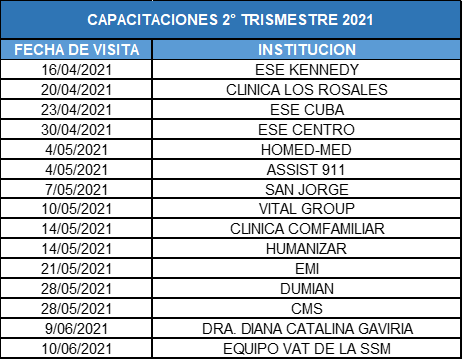 CAPACITACIONES 2° TRISMESTRE 2021
FECHA DE VISITA INSTITUCION
16/04/2021 ESE KENNEDY
20/04/2021 CLINICA LOS ROSALES
23/04/2021 ESE CUBA
30/04/2021 ESE CENTRO
4/05/2021 HOMED-MED
4/05/2021 ASSIST 911
7/05/2021 SAN JORGE
10/05/2021 VITAL GROUP
14/05/2021 CLINICA COMFAMILIAR
14/05/2021 HUMANIZAR
21/05/2021 EMI
28/05/2021 DUMIAN
28/05/2021 CMS
9/06/2021 DRA. DIANA CATALINA GAVIRIA
10/06/2021 EQUIPO VAT DE LA SSM